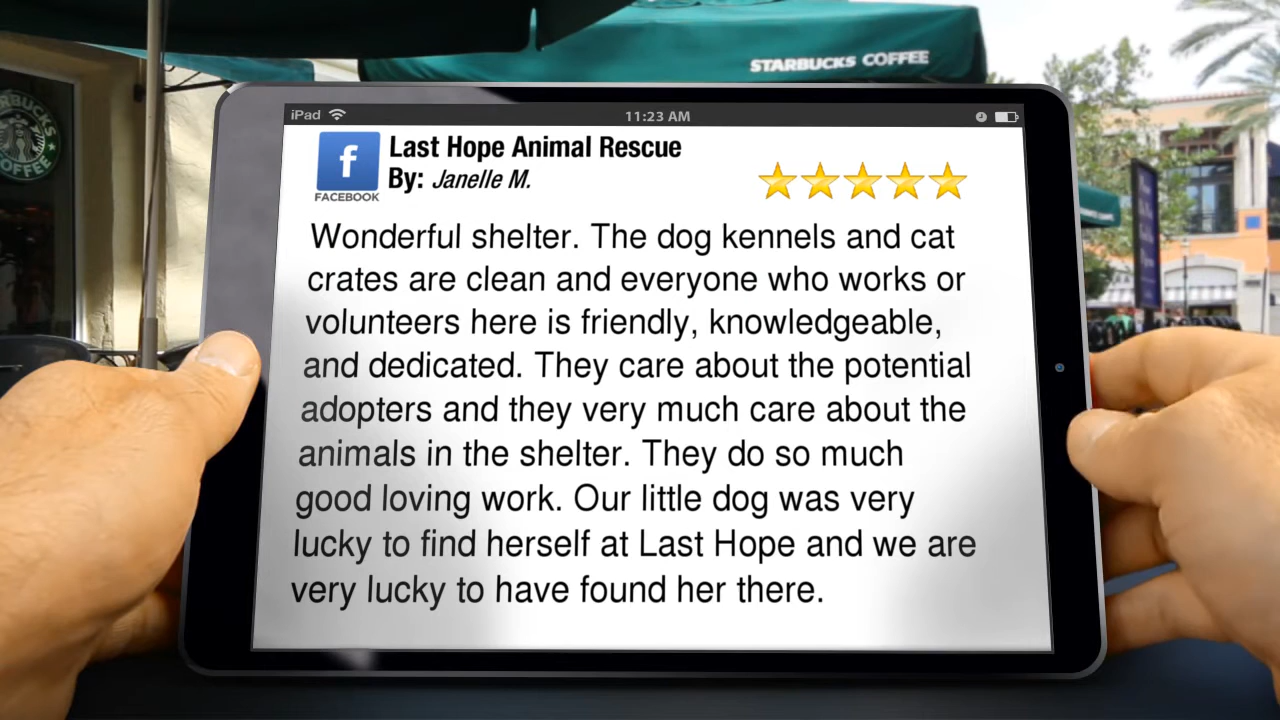 STARBUCKS COFFEE
RBUCKS
OFFEE
iPad
11:23 AM
f
FACEBOOK
Last Hope Animal Rescue
By: Janelle M.
Wonderful shelter. The dog kennels and cat
crates are clean and everyone who works or
volunteers here is friendly, knowledgeable,
and dedicated. They care about the potential
adopters and they very much care about the
animals in the shelter. They do so much
good loving work. Our little dog was very
lucky to find herself at Last Hope and we are
very lucky to have found her there.